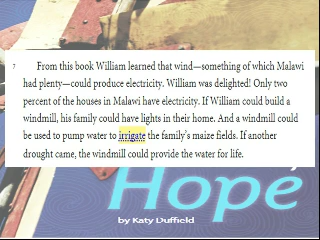 7 From this book William learned that wind—something of which Malawi
had plenty—could produce electricity. William was delighted! Only two
percent of the houses in Malawi have electricity. If William could build a
windmill, his family could have lights in their home. And a windmill could
be used to pump water to irrigate the family's maize fields. If another
drought came, the windmill could provide the water for life.
Hope
by Katy Duffield